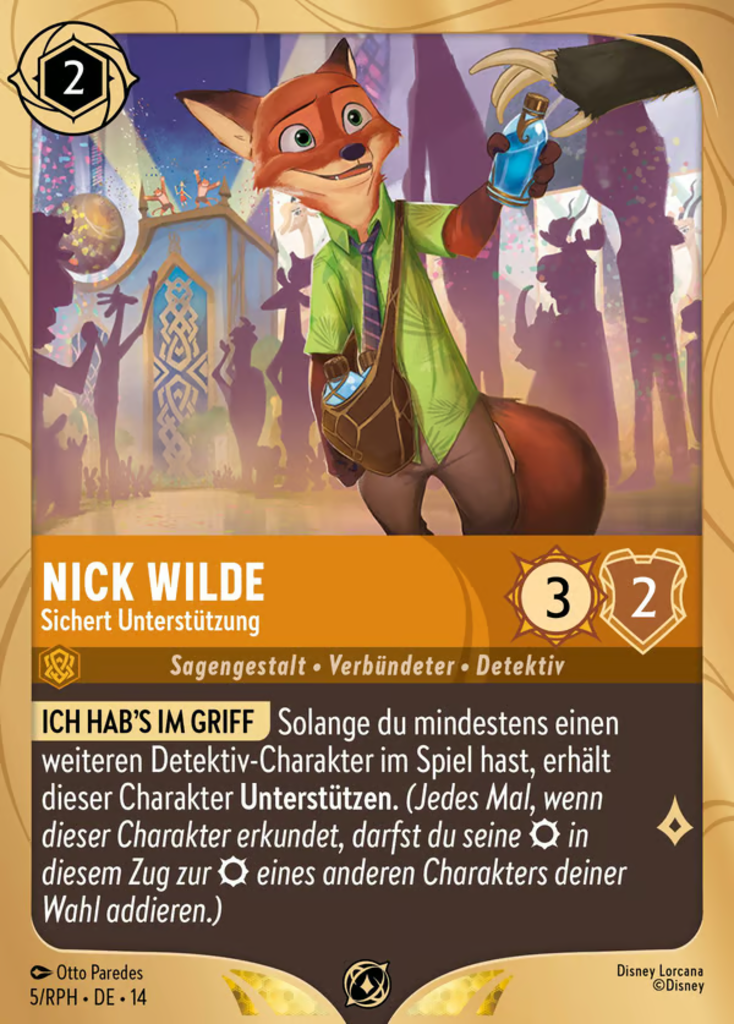 2
NICK WILDE
Sichert Unterstützung
3
2
Sagengestalt • Verbündeter • Detektiv
ICH HAB'S IM GRIFF Solange du mindestens einen
weiteren Detektiv-Charakter im Spiel hast, erhält
dieser Charakter Unterstützen. (Jedes Mal, wenn
dieser Charakter erkundet, darfst du seine in
diesem Zug zur eines anderen Charakters deiner
Wahl addieren.)
Otto Paredes
5/RPH • DE • 14
Disney Lorcana
©Disney